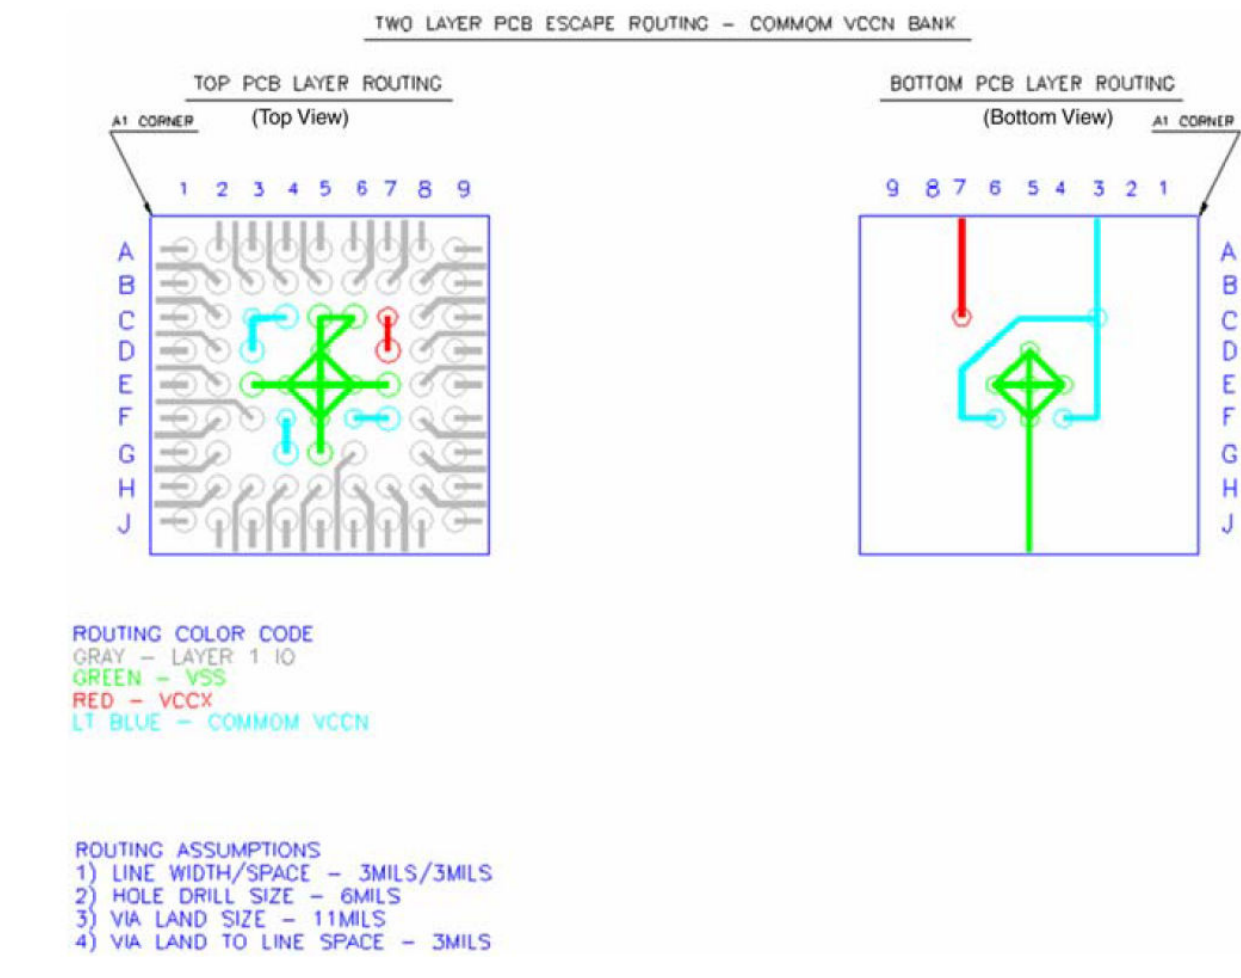 TWO LAYER PCB ESCAPE ROUTING – COMMOM VCCN BANK
TOP PCB LAYER ROUTING
(Top View)
A1 CORNER
1 2 3 4 5 6 7 8 9
A
B
C
D
E
F
G
H
J
BOTTOM PCB LAYER ROUTING
(Bottom View)
A1 CORNER
9 8 7 6 5 4 3 2 1
A
B
C
D
E
F
G
H
J
ROUTING COLOR CODE
GRAY – LAYER 1 IO
GREEN – VSS
RED – VCCX
LT BLUE – COMMOM VCCN
ROUTING ASSUMPTIONS
1) LINE WIDTH/SPACE – 3MILS/3MILS
2) HOLE DRILL SIZE – 6MILS
3) VIA LAND SIZE – 11MILS
4) VIA LAND TO LINE SPACE – 3MILS